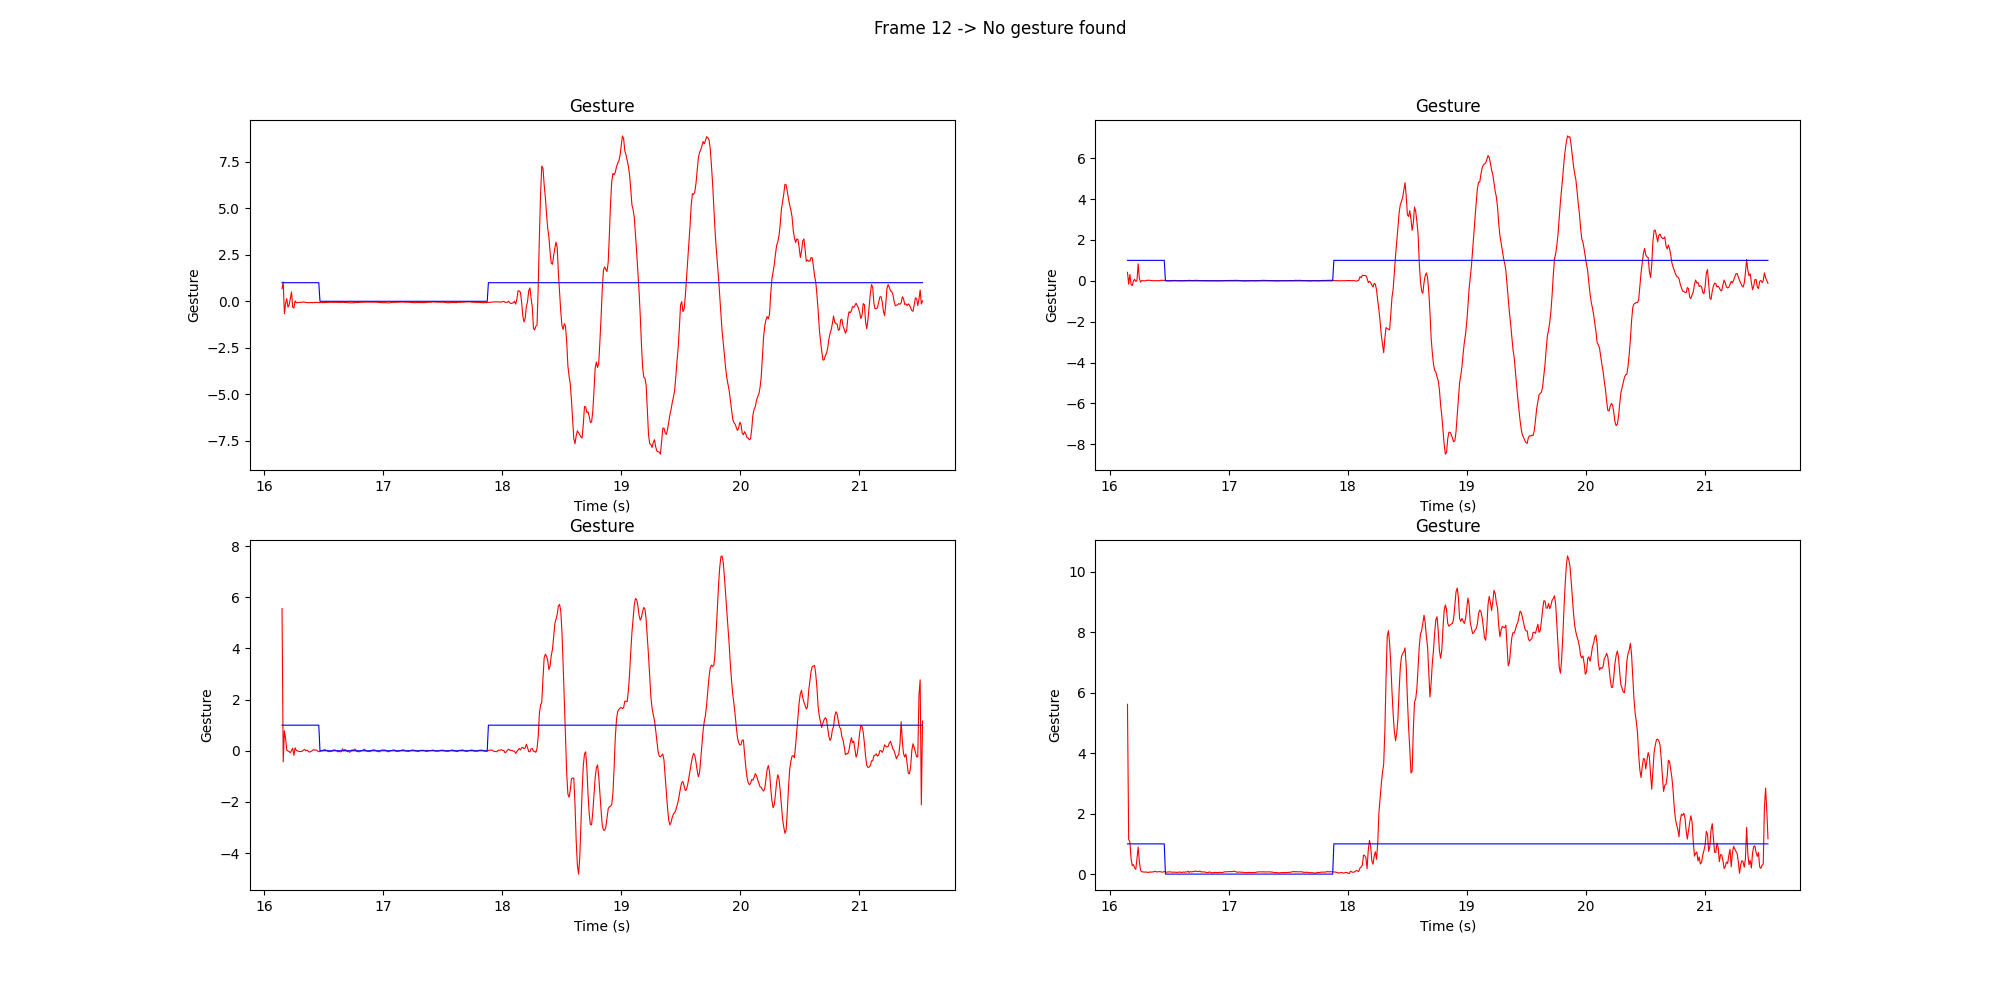 Frame 12 -> No gesture found
Gesture
Gesture
7.5
5.0
2.5
0.0
−2.5
−5.0
−7.5
Gesture
16 17 18 19 20 21
Time (s)
Gesture
6
4
2
0
−2
−4
−6
−8
Gesture
16 17 18 19 20 21
Time (s)
Gesture
8
6
4
2
0
−2
−4
Gesture
16 17 18 19 20 21
Time (s)
Gesture
10
8
6
4
2
0
Gesture
16 17 18 19 20 21
Time (s)